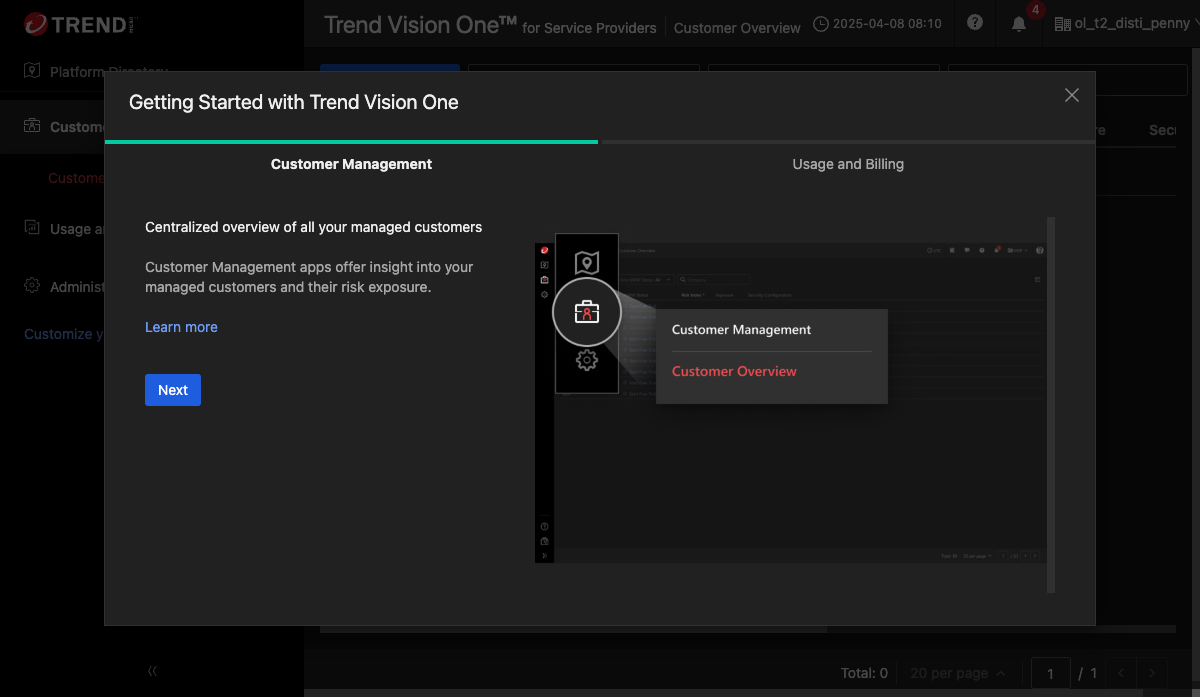 TREND
Trend Vision One™ for Service Providers
Customer Overview
2025-04-08 08:10
4
ol_t2_disti_penny
Platform Directory
Getting Started with Trend Vision One
Custome
re
Secu
Customer Management
Usage and Billing
Custome
Centralized overview of all your managed customers
Usage a
Customer Management apps offer insight into your
managed customers and their risk exposure.
Administ
Learn more
Customize y
Customer Management
Customer Overview
Next
Total: 0
20 per page
1 / 1